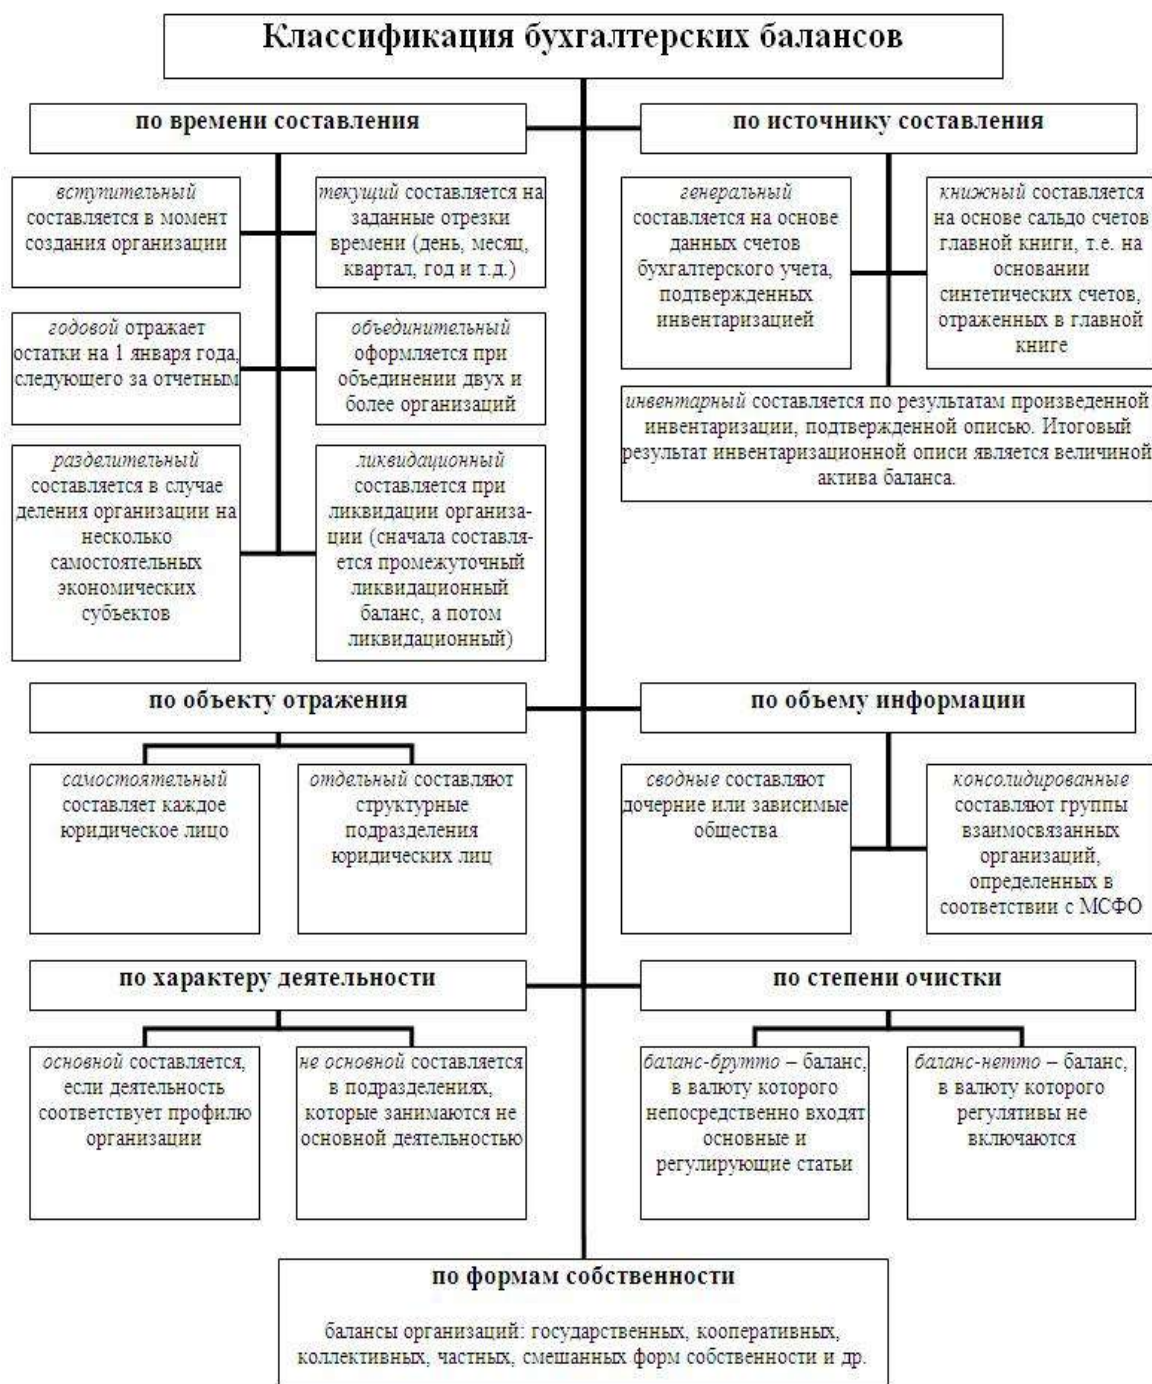 Классификация бухгалтерских балансов
по времени составления
вступительный
составляется в момент
создания организации
текущий составляется на
заданные отрезки
времени (день, месяц,
квартал, год и т.д.)
годовой отражает
остатки на 1 января года,
следующего за отчетным
объединительный
оформляется при
объединении двух и
более организаций
разделительный
составляется в случае
деления организации на
несколько
самостоятельных
экономических
субъектов
ликвидационный
составляется при
ликвидации организа-
ции (сначала составля-
ется промежуточный
ликвидационный
баланс, а потом
ликвидационный)
по источнику составления
генеральный
составляется на основе
данных счетов
бухгалтерского учета,
подтвержденных
инвентаризацией
книжный составляется
на основе сальдо счетов
главной книги, т.е. на
основании
синтетических счетов,
отраженных в главной
книге
инвентарный составляется по результатам произведенной
инвентаризации, подтвержденной описью. Итоговый
результат инвентаризационной описи является величиной
актива баланса.
по объекту отражения
самостоятельный
составляет каждое
юридическое лицо
отдельный составляют
структурные
подразделения
юридических лиц
по объему информации
сводные составляют
дочерние или зависимые
общества
консолидированные
составляют группы
взаимосвязанных
организаций,
определенных в
соответствии с МСФО
по характеру деятельности
основной составляется,
если деятельность
соответствует профилю
организации
не основной составляется
в подразделениях,
которые занимаются не
основной деятельностью
по степени очистки
баланс-брутто – баланс,
в валюту которого
непосредственно входят
основные и
регулирующие статьи
баланс-нетто – баланс,
в валюту которого
регулятивы не
включаются
по формам собственности
балансы организаций: государственных, кооперативных,
коллективных, частных, смешанных форм собственности и др.